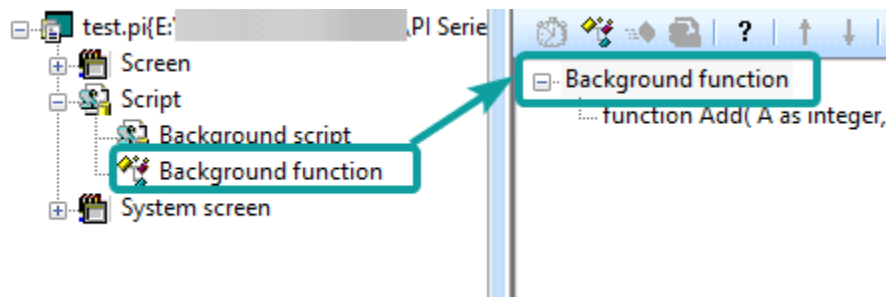 test.pi{E:\ \PI Serie
Screen
Script
Background script
Background function
System screen
?
Background function
function Add( A as integer,